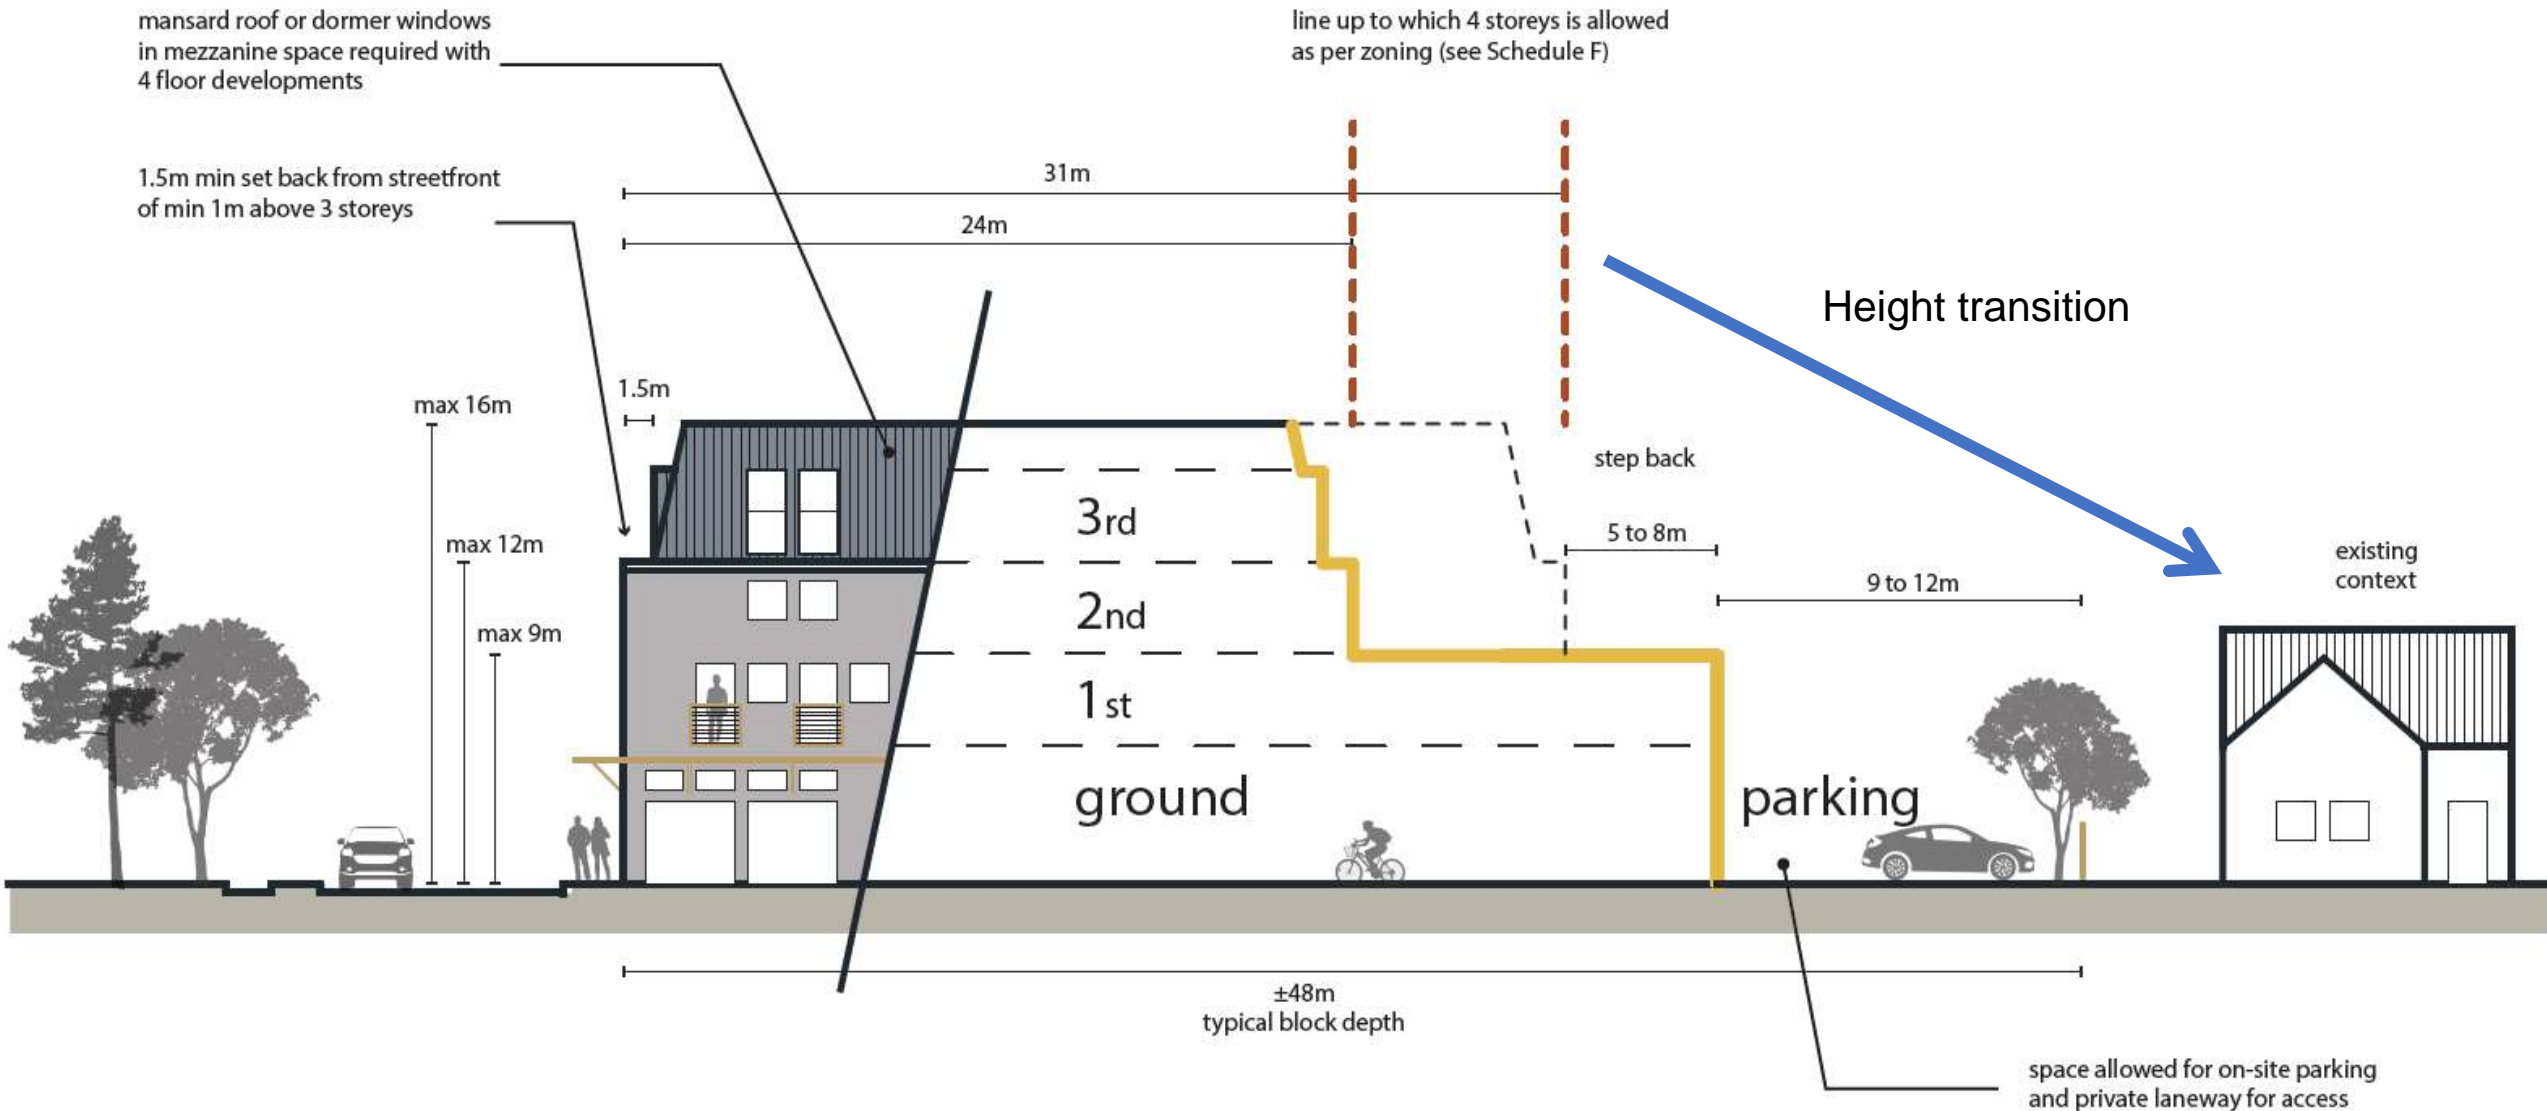 mansard roof or dormer windows
in mezzanine space required with
4 floor developments
line up to which 4 storeys is allowed
as per zoning (see Schedule F)
1.5m min set back from streetfront
of min 1m above 3 storeys
31m
24m
Height transition
1.5m
max 16m
step back
max 12m
5 to 8m
existing
context
9 to 12m
max 9m
3rd
2nd
1st
ground
parking
±48m
typical block depth
space allowed for on-site parking
and private laneway for access